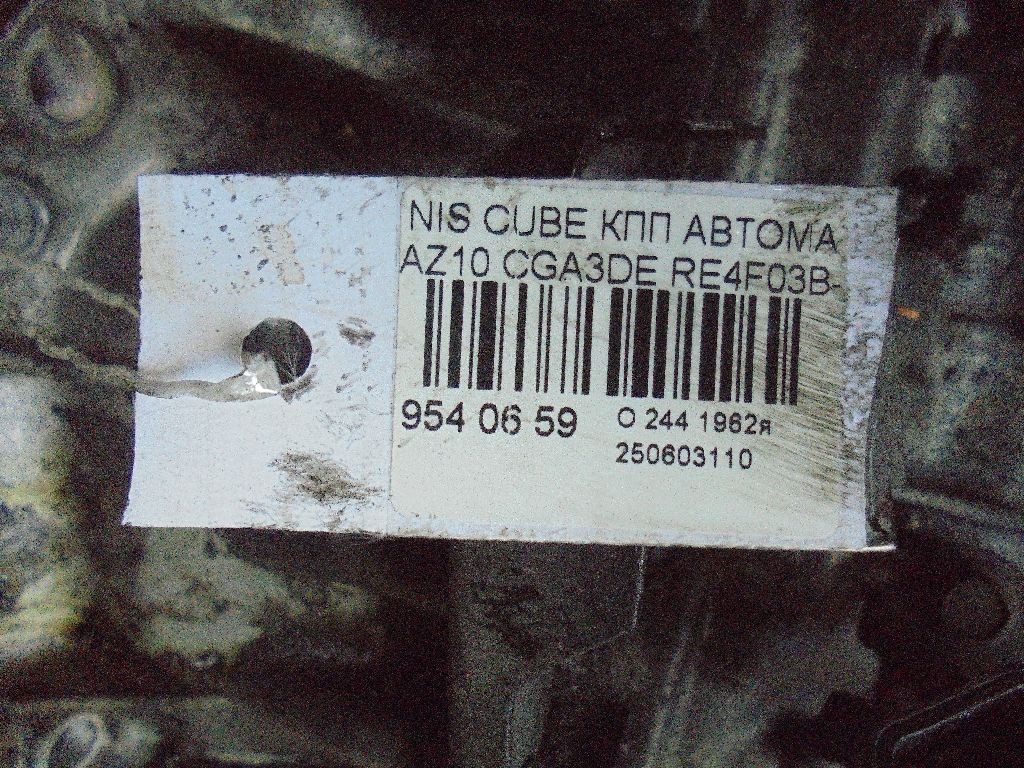 NIS CUBE КПП АВТОМА
AZ10 CGA3DE RE4F03B-
954 06 59
О 244 1962я
250603110